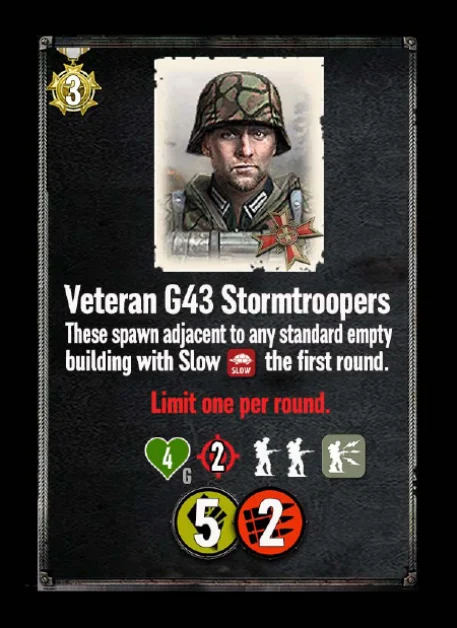 3
Veteran G43 Stormtroopers
These spawn adjacent to any standard empty
building with Slow SLOW the first round.
Limit one per round.
4 G 2
5 2